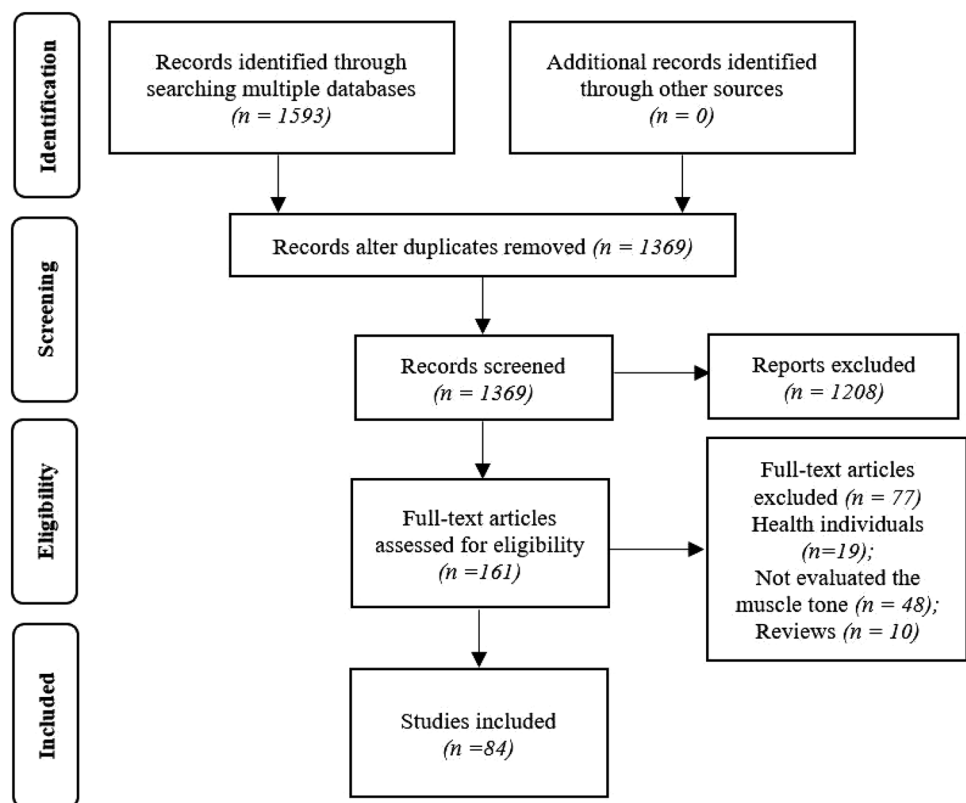 Identification
Records identified through
searching multiple databases
(n = 1593)
Additional records identified
through other sources
(n = 0)
Screening
Records alter duplicates removed (n = 1369)
Records screened
(n = 1369)
Reports excluded
(n = 1208)
Eligibility
Full-text articles
assessed for eligibility
(n =161)
Full-text articles
excluded (n = 77)
Health individuals
(n=19);
Not evaluated the
muscle tone (n = 48);
Reviews (n = 10)
Included
Studies included
(n =84)